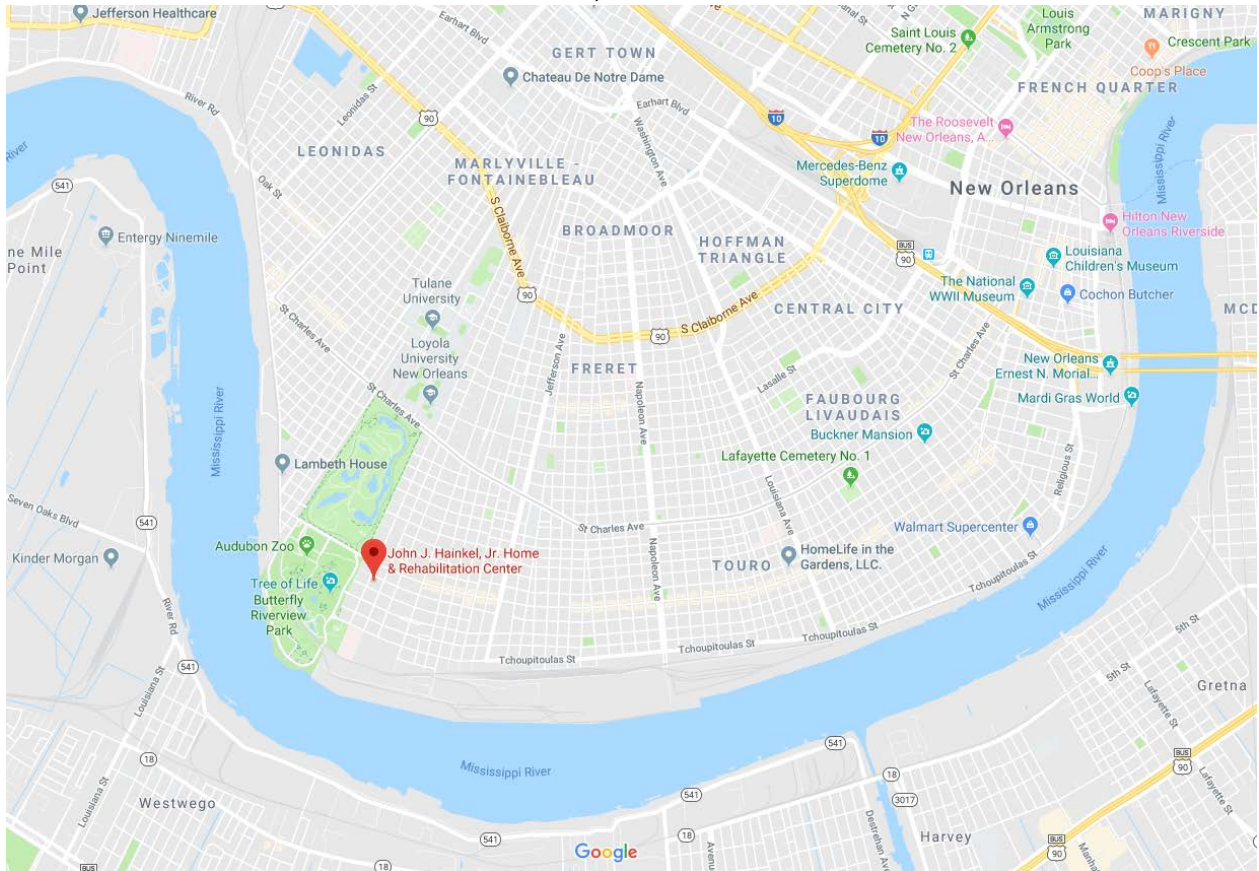 Jefferson Healthcare
River Rd
Leonidas St
Earhart Blvd
GERT TOWN
Chateau De Notre Dame
Saint Louis
Cemetery No. 2
Louis
Armstrong
Park
MARIGNY
Crescent Park
Coop's Place
FRENCH QUARTER
The Roosevelt
New Orleans, A...
Earhart Blvd
Washington Ave
10
10
90
River
541
LEONIDAS
Oak St
MARLYVILLE -
FONTAINEBLEAU
Mercedes-Benz
Superdome
New Orleans
Mississippi River
Hilton New
Orleans Riverside
Entergy Ninemile
ne Mile
Point
S Claiborne Ave
BROADMOOR
HOFFMAN
TRIANGLE
BUS
90
Louisiana
Children's Museum
The National
WWII Museum
Cochon Butcher
Tulane
University
90
St Charles Ave
Loyola
University
New Orleans
S Claiborne Ave
90
CENTRAL CITY
MCD
Jefferson Ave
FRERET
Napoleon Ave
Lasalle St
St Charles Ave
New Orleans
Ernest N. Morial...
Mardi Gras World
St Charles Ave
FAUBOURG
LIVAUDAIS
Buckner Mansion
Mississippi River
Lambeth House
Lafayette Cemetery No. 1
Religious St
Louisiana Ave
Seven Oaks Blvd
541
St Charles Ave
Walmart Supercenter
Kinder Morgan
Audubon Zoo
John J. Hainkel, Jr. Home
& Rehabilitation Center
Napoleon Ave
TOURO
HomeLife in the
Gardens, LLC.
Tree of Life
Butterfly
Riverview
Park
Tchoupitoulas St
Mississippi River
River Rd
Tchoupitoulas St
Tchoupitoulas St
5th St
541
Louisiana St
5th St
Lafayette St
Gretna
Mississippi River
541
18
18
BUS
90
Westwego
Louisiana St
541
3017
Lafayette St
541
18
Avenu
Destrehan Ave
Harvey
90
Google
18
BUS